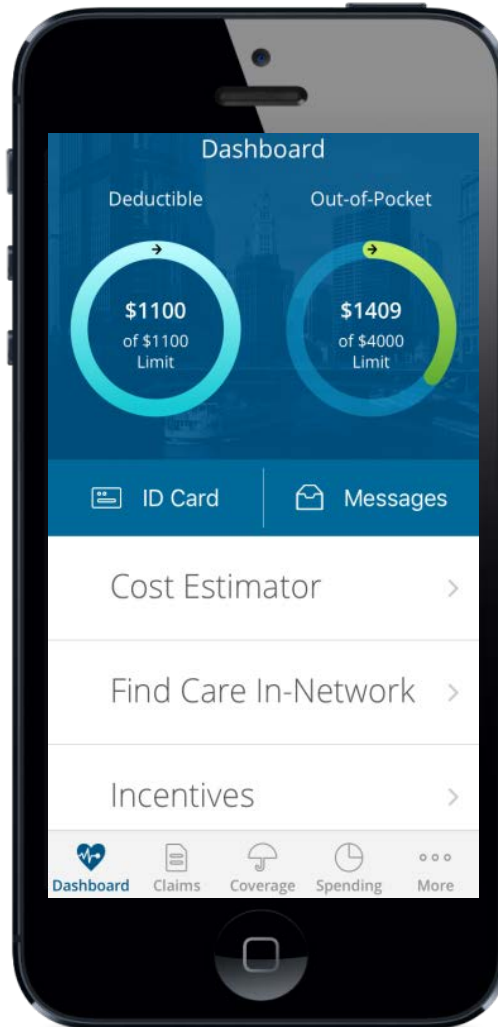 Dashboard
Deductible
Out-of-Pocket
$1100
of $1100
Limit
$1409
of $4000
Limit
ID Card
Messages
Cost Estimator
Find Care In-Network
Incentives
Dashboard
Claims
Coverage
Spending
More